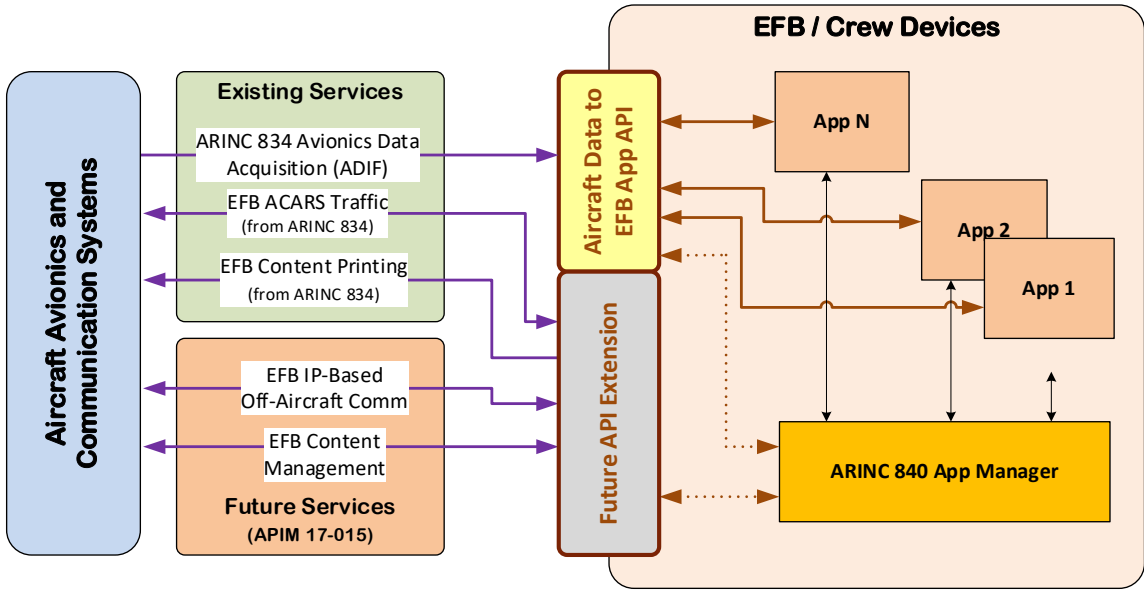 Aircraft Avionics and
Communication Systems
Existing Services
ARINC 834 Avionics Data
Acquisition (ADIF)
EFB ACARS Traffic
(from ARINC 834)
EFB Content Printing
(from ARINC 834)
EFB IP-Based
Off-Aircraft Comm
EFB Content
Management
Future Services
(APIM 17-015)
Aircraft Data to
EFB App API
Future API Extension
EFB / Crew Devices
App N
App 2
App 1
ARINC 840 App Manager